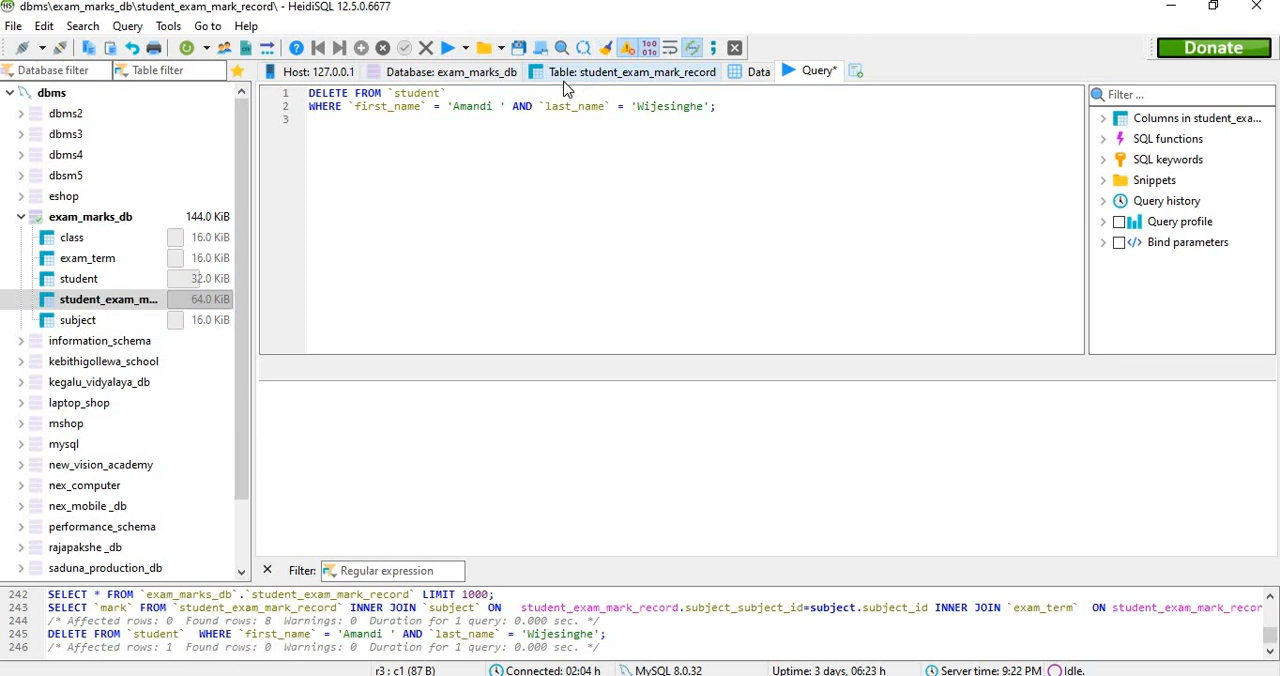 dbms\exam_marks_db\student_exam_mark_record\ - HeidiSQL 12.5.0.6677
File Edit Search Query Tools Go to Help
Donate
Database filter Table filter Host: 127.0.0.1 Database: exam_marks_db Table: student_exam_mark_record Data Query*
dbms
dbms2
dbms3
dbms4
dbsm5
eshop
exam_marks_db 144.0 KiB
class 16.0 KiB
exam_term 16.0 KiB
student 32.0 KiB
student_exam_m... 64.0 KiB
subject 16.0 KiB
information_schema
kebithigollewa_school
kegalu_vidyalaya_db
laptop_shop
mshop
mysql
new_vision_academy
nex_computer
nex_mobile _db
performance_schema
rajapakshe _db
saduna_production_db
1 DELETE FROM `student`
2 WHERE `first_name` = 'Amandi ' AND `last_name` = 'Wijesinghe';
3
Filter ...
Columns in student_exa...
SQL functions
SQL keywords
Snippets
Query history
Query profile
Bind parameters
Filter: Regular expression
242 SELECT * FROM `exam_marks_db`.`student_exam_mark_record` LIMIT 1000;
243 SELECT `mark` FROM `student_exam_mark_record` INNER JOIN `subject` ON student_exam_mark_record.subject_subject_id=subject.subject_id INNER JOIN `exam_term` ON student_exam_mark_recor
244 /* Affected rows: 0 Found rows: 8 Warnings: 0 Duration for 1 query: 0.000 sec. */
245 DELETE FROM `student` WHERE `first_name` = 'Amandi ' AND `last_name` = 'Wijesinghe';
246 /* Affected rows: 1 Found rows: 0 Warnings: 0 Duration for 1 query: 0.000 sec. */
r3 : c1 (87 B) Connected: 02:04 h MySQL 8.0.32 Uptime: 3 days, 06:23 h Server time: 9:22 PM Idle.